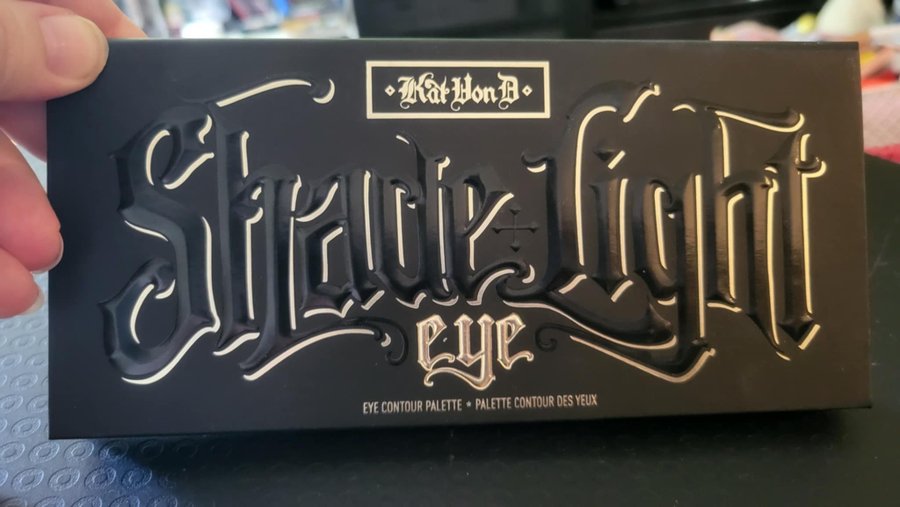 Kat Von D
Shade + Light
eye
EYE CONTOUR PALETTE ★ PALETTE CONTOUR DES YEUX